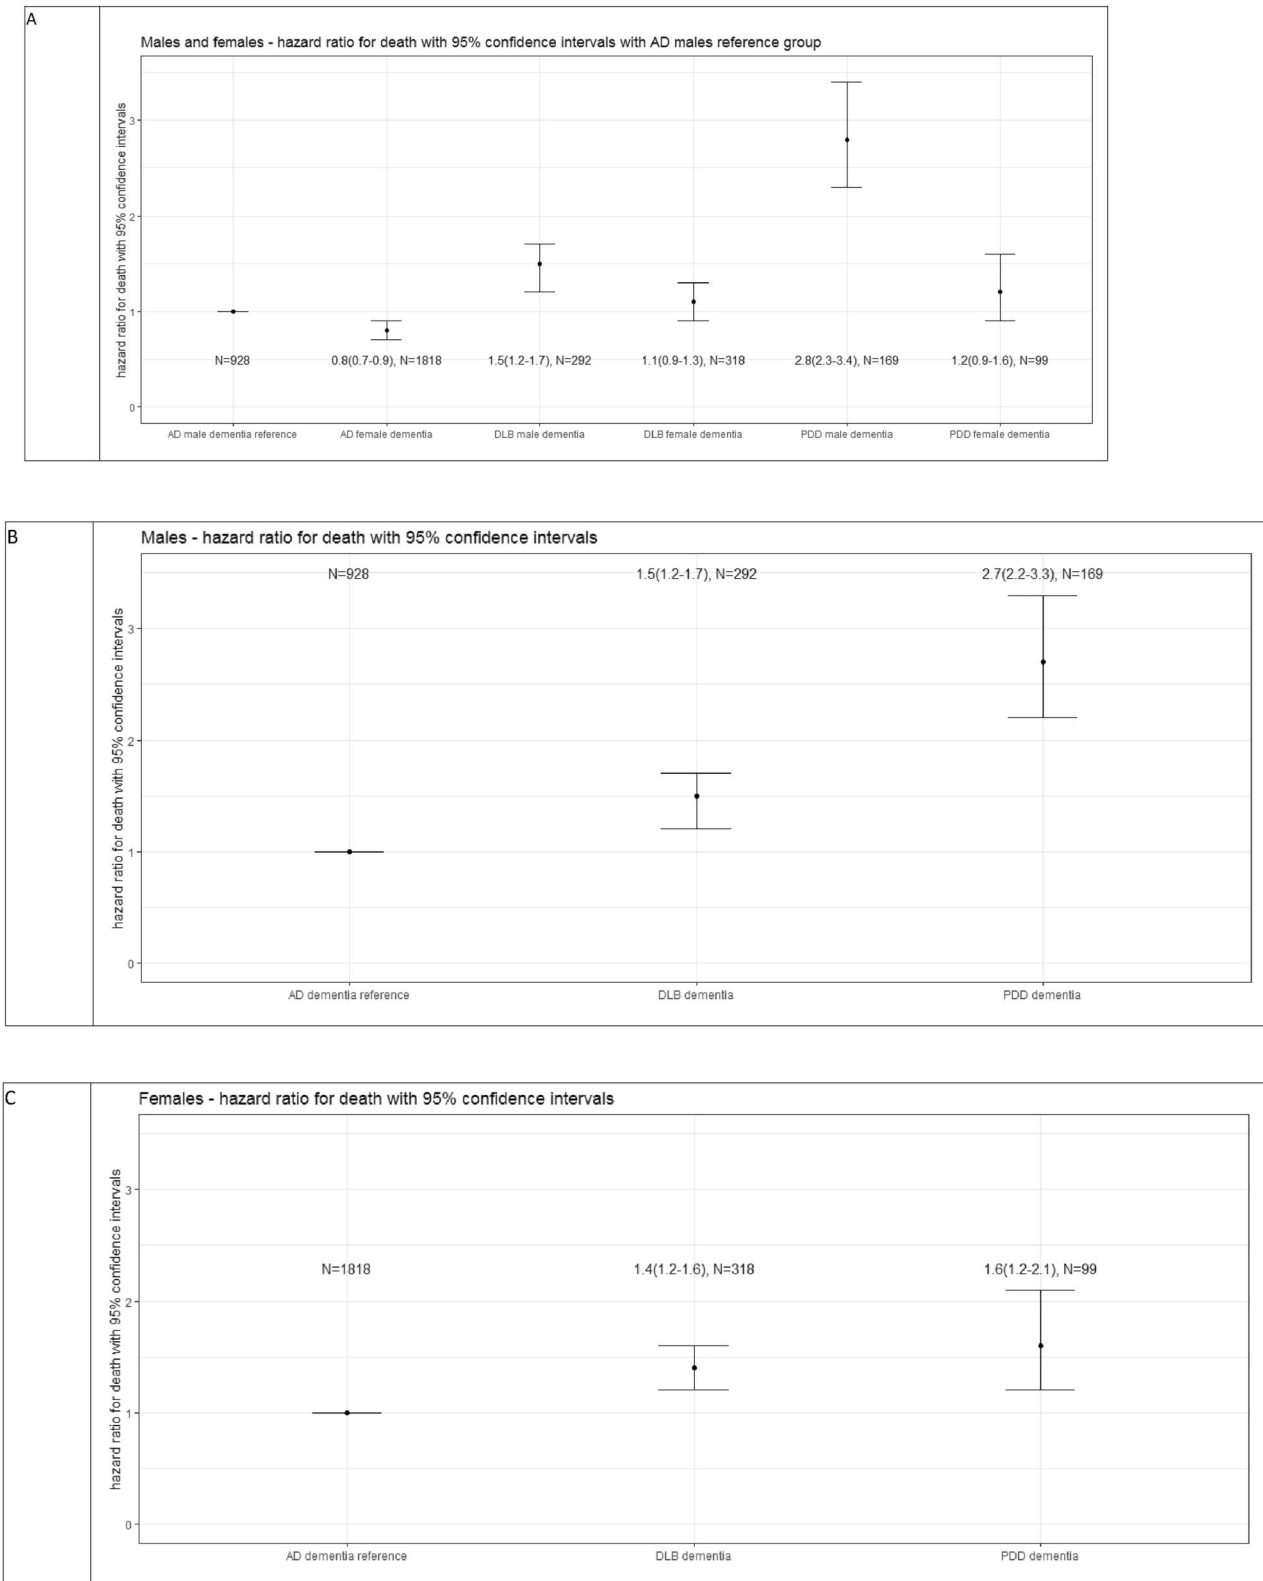 A
Males and females - hazard ratio for death with 95% confidence intervals with AD males reference group
hazard ratio for death with 95% confidence intervals
3
2
1
0
N=928
0.8(0.7-0.9), N=1818
1.5(1.2-1.7), N=292
1.1(0.9-1.3), N=318
2.8(2.3-3.4), N=169
1.2(0.9-1.6), N=99
AD male dementia reference
AD female dementia
DLB male dementia
DLB female dementia
PDD male dementia
PDD female dementia
B
Males - hazard ratio for death with 95% confidence intervals
hazard ratio for death with 95% confidence intervals
N=928
1.5(1.2-1.7), N=292
2.7(2.2-3.3), N=169
3
2
1
0
AD dementia reference
DLB dementia
PDD dementia
C
Females - hazard ratio for death with 95% confidence intervals
hazard ratio for death with 95% confidence intervals
3
N=1818
1.4(1.2-1.6), N=318
1.6(1.2-2.1), N=99
2
1
0
AD dementia reference
DLB dementia
PDD dementia